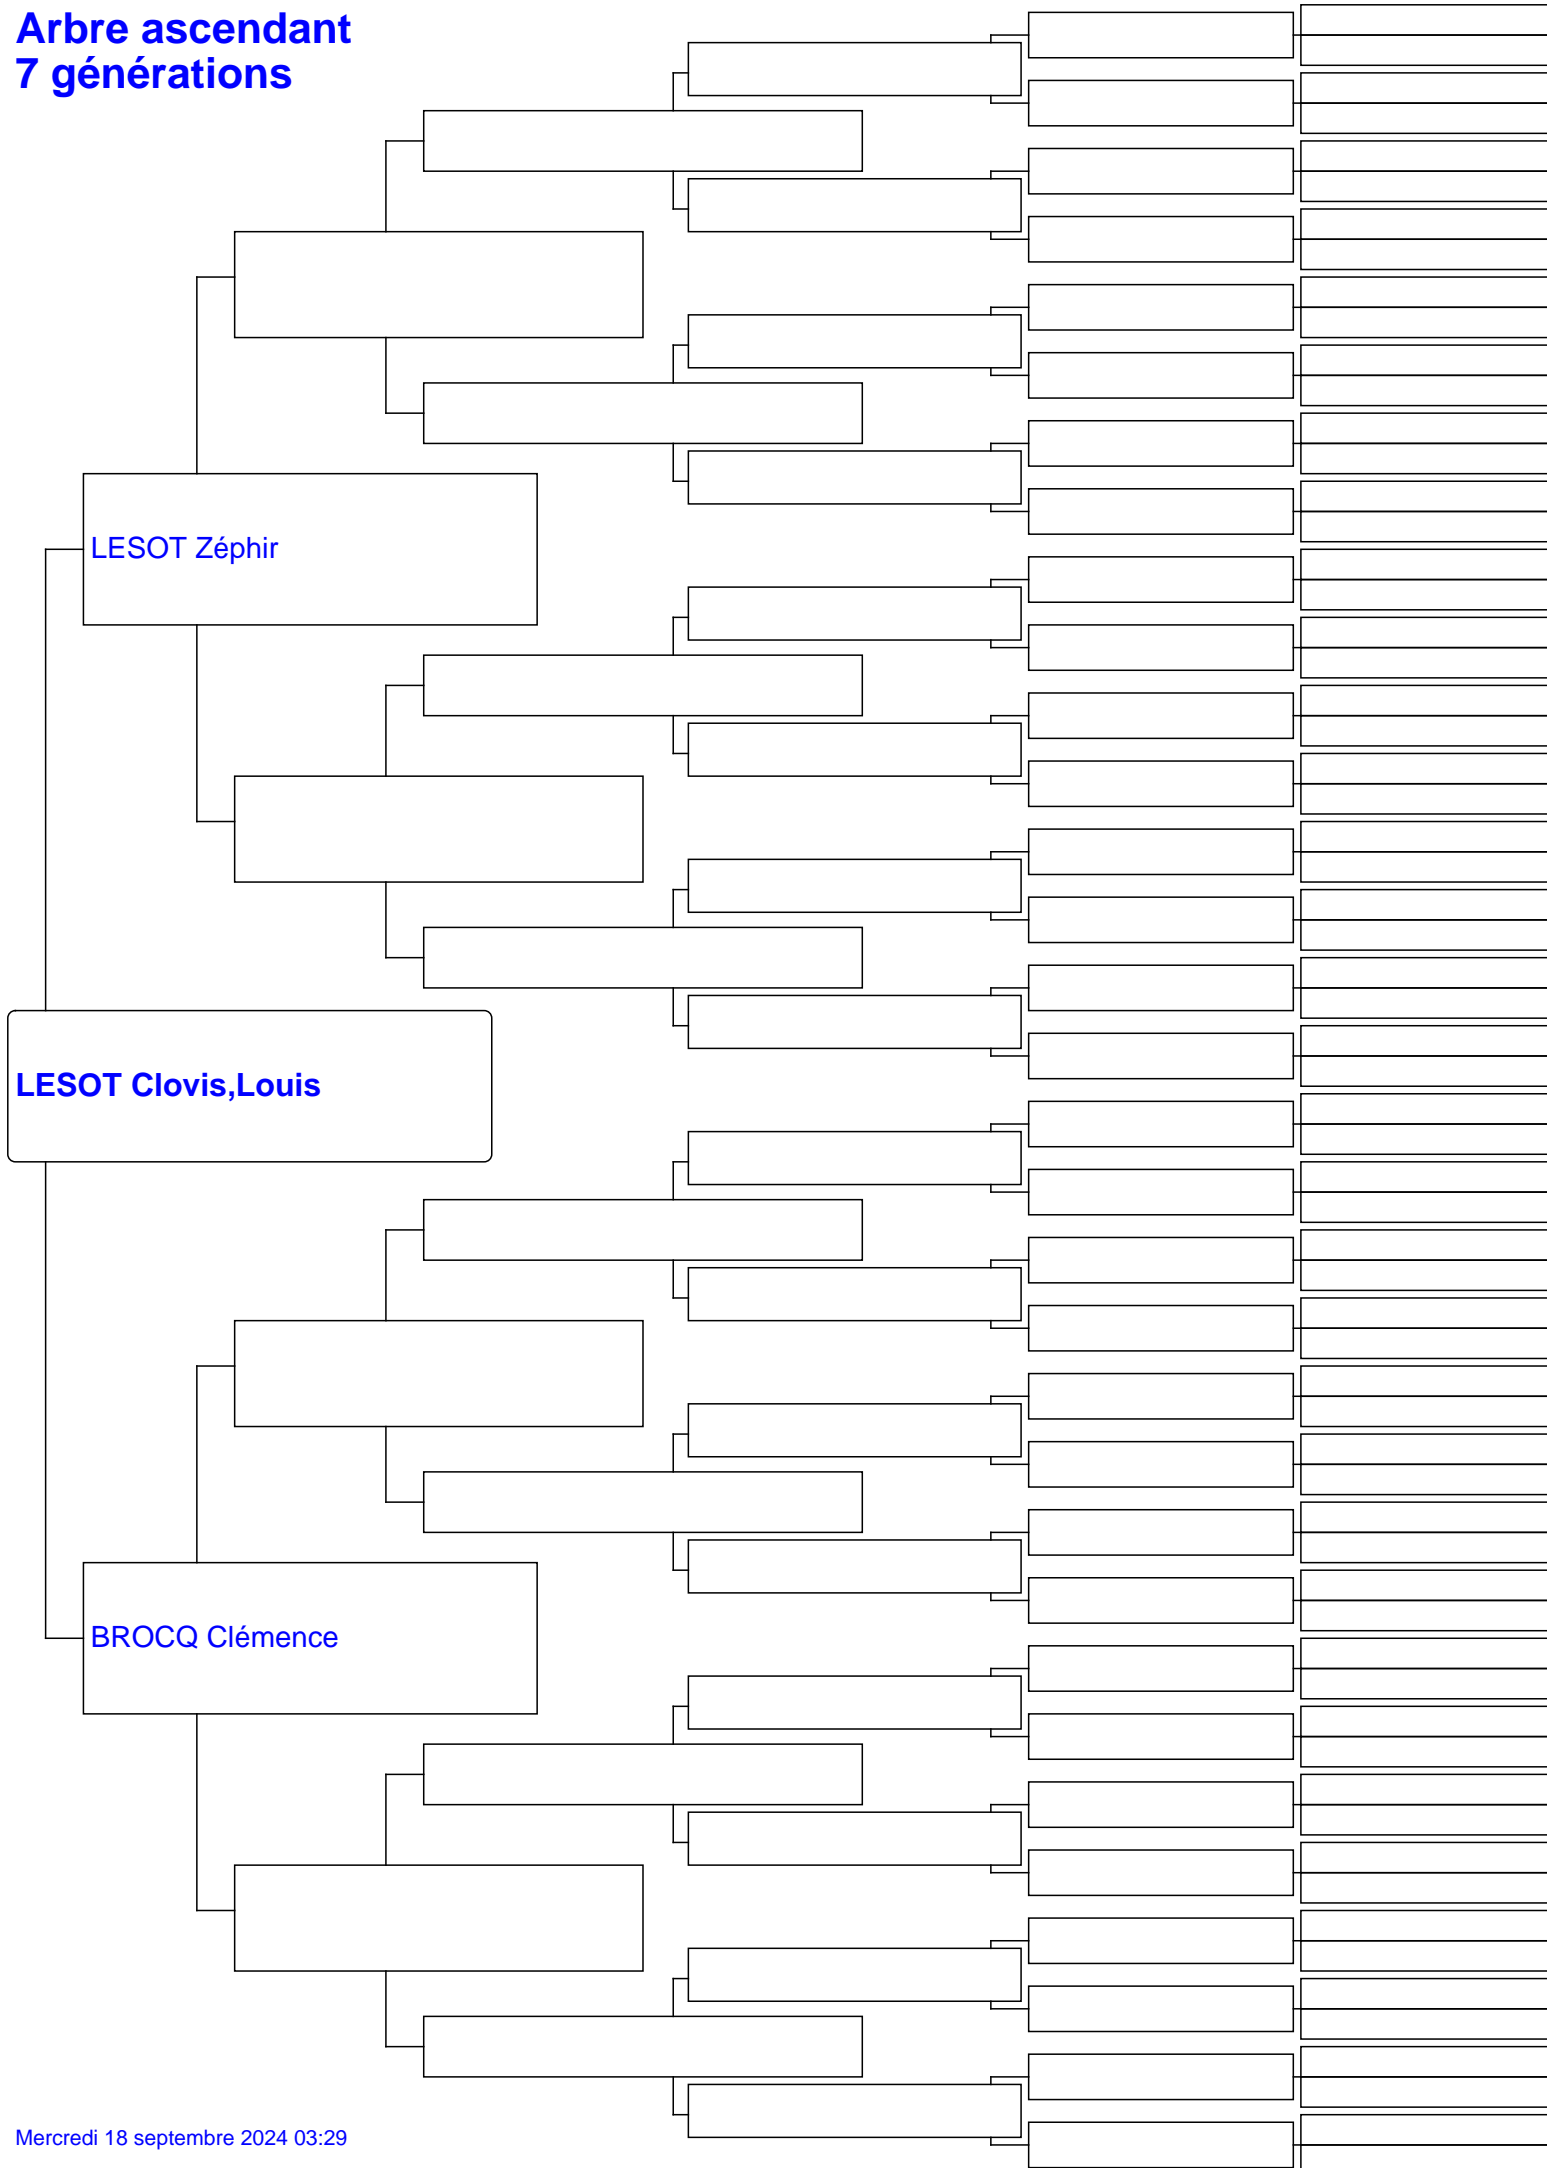 Arbre ascendant
7 générations
LESOT Zéphir
LESOT Clovis,Louis
BROCQ Clémence
Mercredi 18 septembre 2024 03:29